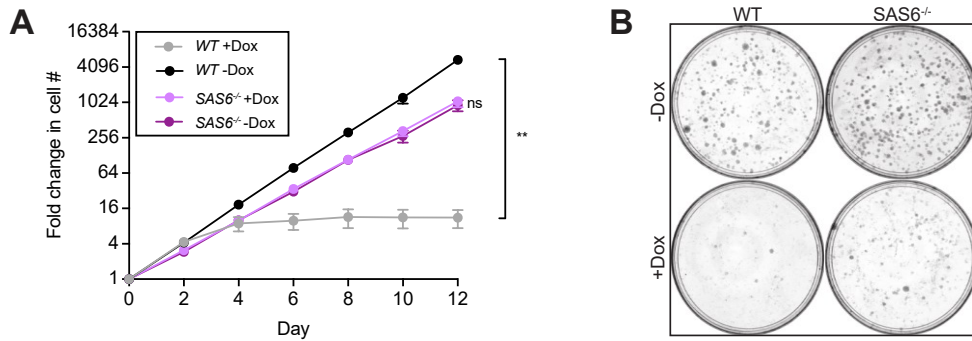 A
16384
4096
1024
256
64
16
4
1
Fold change in cell #
WT +Dox
WT -Dox
SAS6-/- +Dox
SAS6-/- -Dox
ns
**
0 2 4 6 8 10 12
Day
B
WT SAS6-/-
-Dox
+Dox